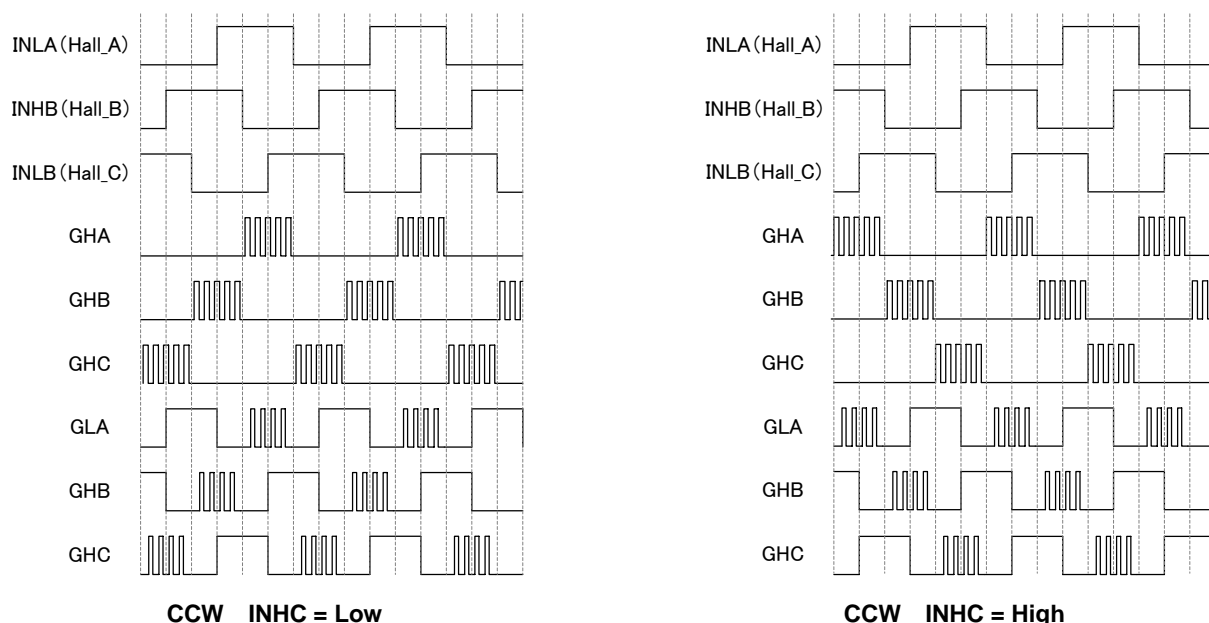 INLA(Hall_A)
INHB(Hall_B)
INLB(Hall_C)
GHA
GHB
GHC
GLA
GHB
GHC
CCW INHC = Low
INLA(Hall_A)
INHB(Hall_B)
INLB(Hall_C)
GHA
GHB
GHC
GLA
GHB
GHC
CCW INHC = High